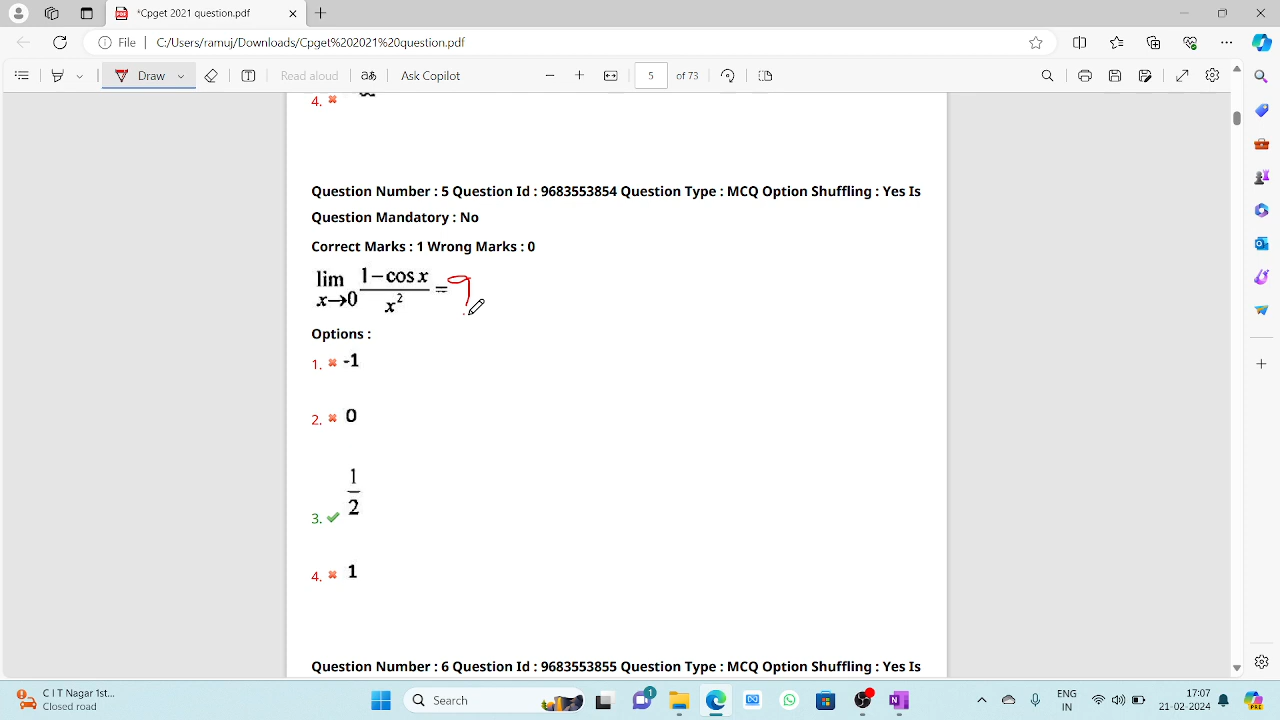 *Cpget 2021 question.pdf
File C:/Users/ramuj/Downloads/Cpget%202021%20question.pdf
Draw Read aloud Ask Copilot 5 of 73
4.
Question Number : 5 Question Id : 9683553854 Question Type : MCQ Option Shuffling : Yes Is
Question Mandatory : No
Correct Marks : 1 Wrong Marks : 0
lim x→0 (1−cos x)/x² =
Options :
1. ✖ -1
2. ✖ 0
3. ✔ 1/2
4. ✖ 1
Question Number : 6 Question Id : 9683553855 Question Type : MCQ Option Shuffling : Yes Is
C I T Nagar 1st...
Closed road
Search
1
ENG
IN
17:07
21-02-2024
PRE